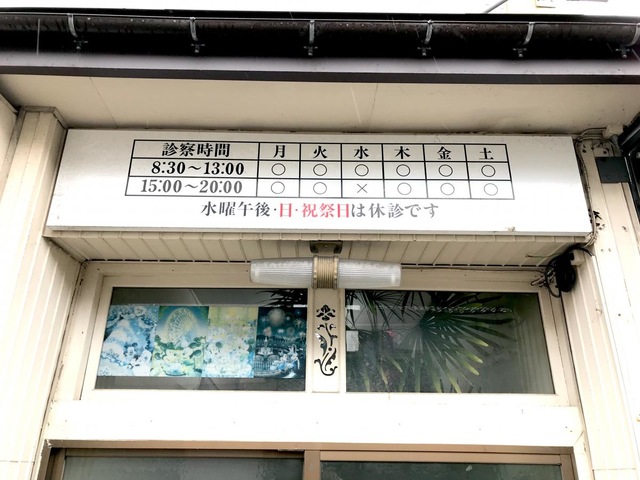 診察時間 月 火 水 木 金 土
8:30～13:00 ○ ○ ○ ○ ○ ○
15:00～20:00 ○ ○ × ○ ○ ○
水曜午後・日・祝祭日は休診です